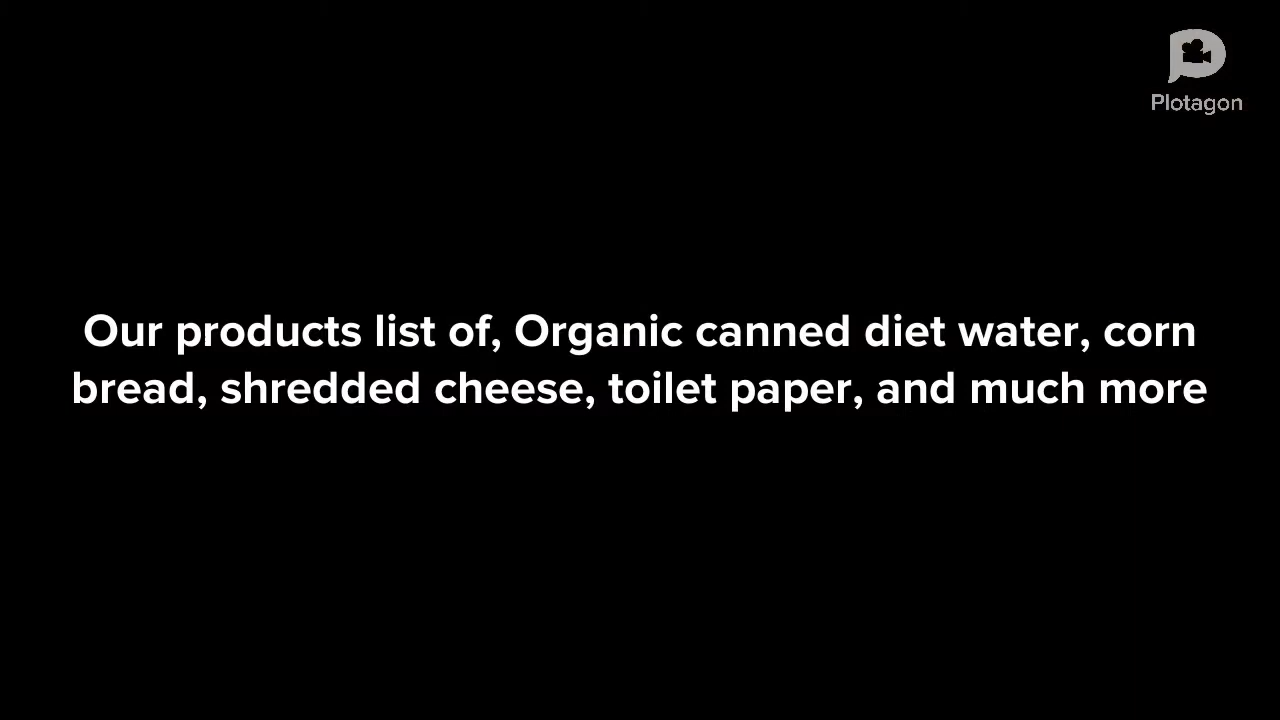 Plotagon
Our products list of, Organic canned diet water, corn
bread, shredded cheese, toilet paper, and much more